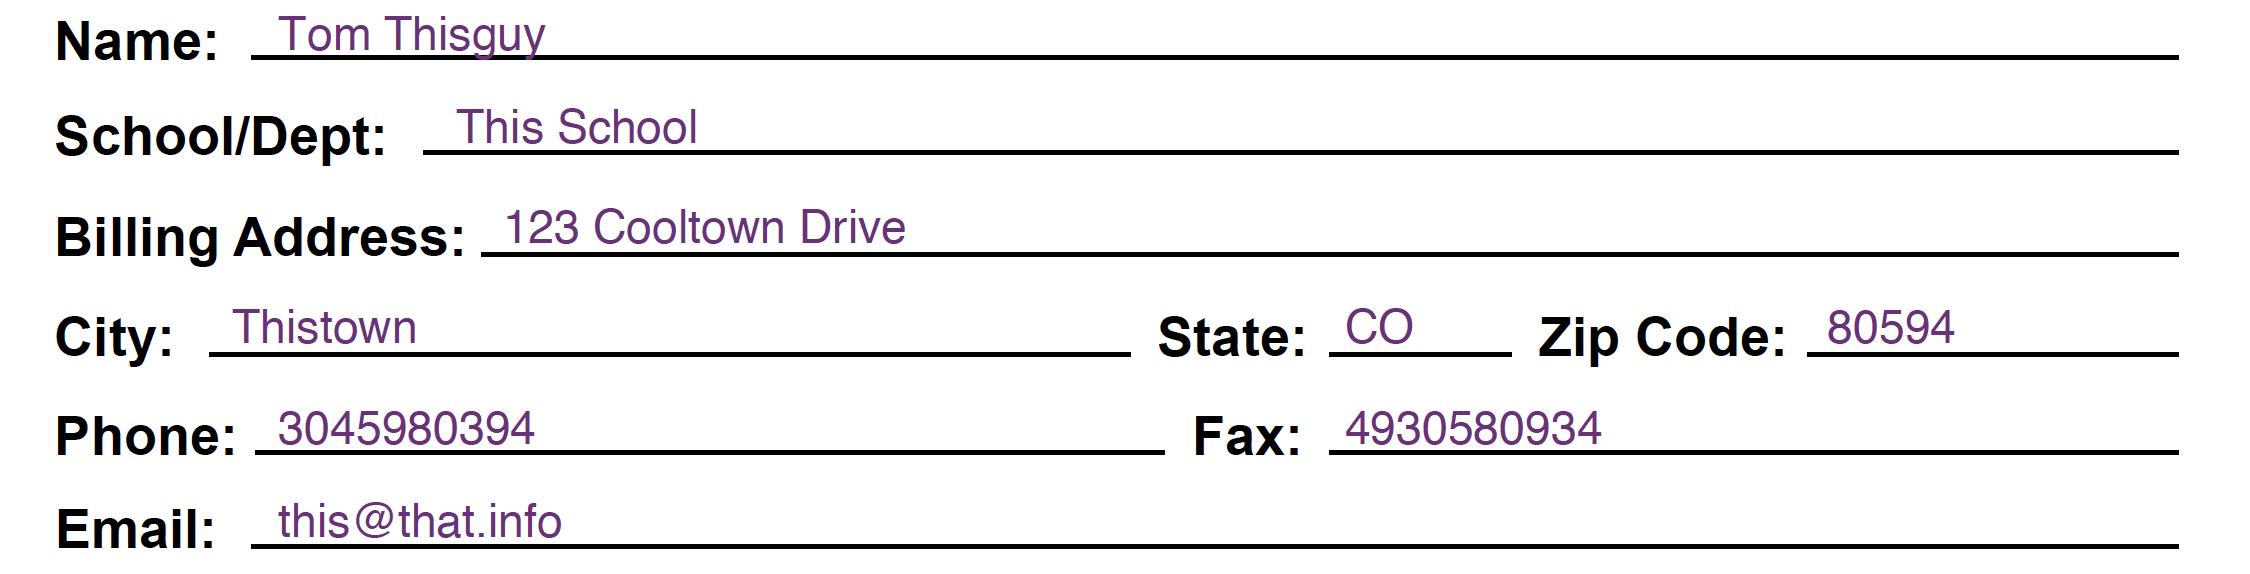 Name: Tom Thisguy
School/Dept: This School
Billing Address: 123 Cooltown Drive
City: Thistown State: CO Zip Code: 80594
Phone: 3045980394 Fax: 4930580934
Email: this@that.info